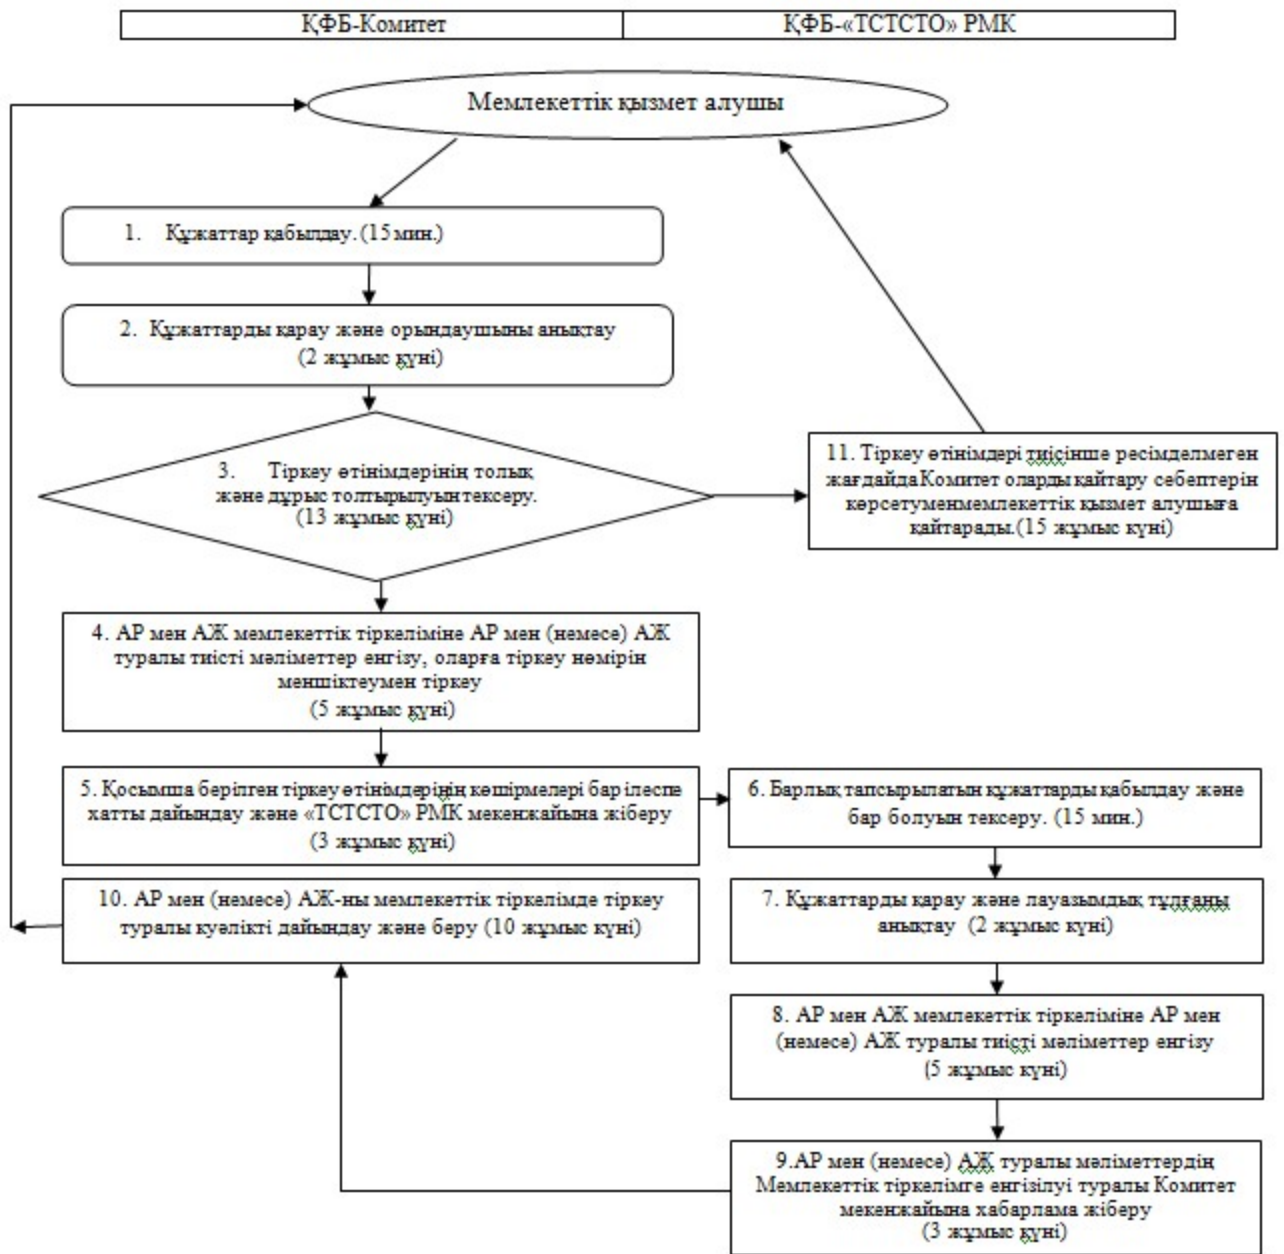 ҚФБ-Комитет
ҚФБ-«ТСТСТО» РМК
Мемлекеттік қызмет алушы
1. Құжаттар қабылдау. (15 мин.)
2. Құжаттарды қарау және орындаушыны анықтау
(2 жұмыс күні)
3. Тіркеу өтінімдерінің толық
және дұрыс толтырылуын тексеру.
(13 жұмыс күні)
11. Тіркеу өтінімдері тиісінше ресімделмеген
жағдайда Комитет оларды қайтару себептерін
көрсетумен мемлекеттік қызмет алушыға
қайтарады. (15 жұмыс күні)
4. АР мен АЖ мемлекеттік тіркеліміне АР мен (немесе) АЖ
туралы тиісті мәліметтер енгізу, оларға тіркеу нөмірін
меншіктеумен тіркеу
(5 жұмыс күні)
5. Қосымша берілген тіркеу өтінімдерінің көшірмелері бар ілеспе
хатты дайындау және «ТСТСТО» РМК мекенжайына жіберу
(3 жұмыс күні)
6. Барлық тапсырылатын құжаттарды қабылдау және
бар болуын тексеру. (15 мин.)
10. АР мен (немесе) АЖ-ны мемлекеттік тіркелімде тіркеу
туралы куәлікті дайындау және беру (10 жұмыс күні)
7. Құжаттарды қарау және лауазымдық тұлғаны
анықтау (2 жұмыс күні)
8. АР мен АЖ мемлекеттік тіркеліміне АР мен
(немесе) АЖ туралы тиісті мәліметтер енгізу
(5 жұмыс күні)
9.АР мен (немесе) АЖ туралы мәліметтердің
Мемлекеттік тіркелімге енгізілуі туралы Комитет
мекенжайына хабарлама жіберу
(3 жұмыс күні)